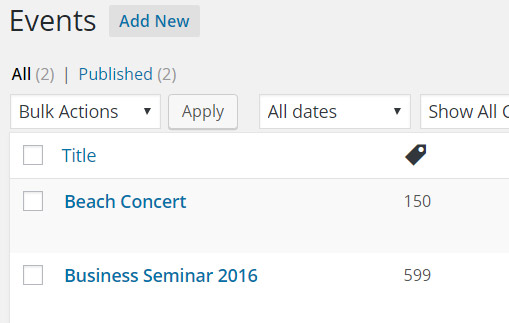 Events Add New
All (2) | Published (2)
Bulk Actions Apply All dates Show All
Title
Beach Concert 150
Business Seminar 2016 599